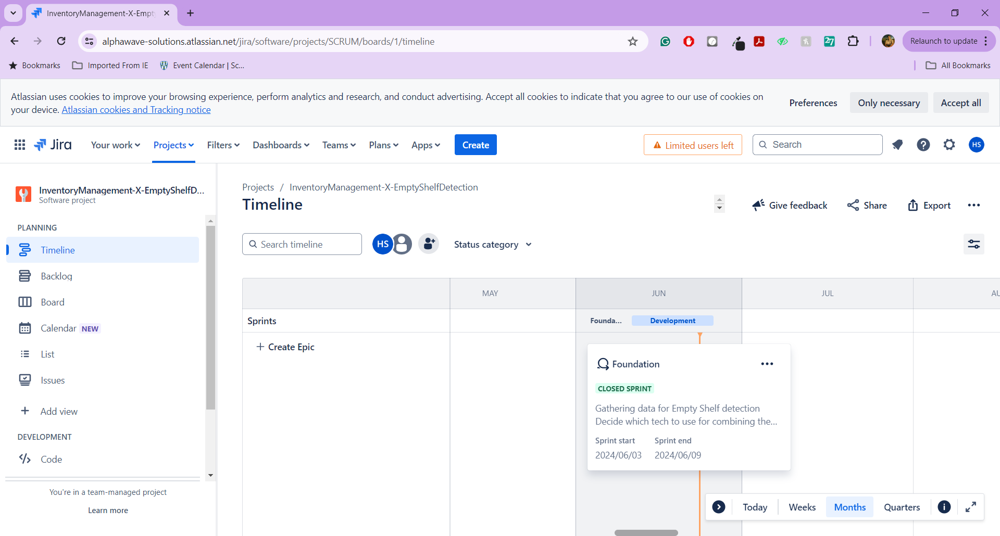 InventoryManagement-X-Empt
alphawave-solutions.atlassian.net/jira/software/projects/SCRUM/boards/1/timeline
27
Relaunch to update
Bookmarks
Imported From IE
Event Calendar | Sc...
All Bookmarks
Atlassian uses cookies to improve your browsing experience, perform analytics and research, and conduct advertising. Accept all cookies to indicate that you agree to our use of cookies on
your device. Atlassian cookies and Tracking notice
Preferences
Only necessary
Accept all
Jira
Your work
Projects
Filters
Dashboards
Teams
Plans
Apps
Create
Limited users left
Search
HS
InventoryManagement-X-EmptyShelfD...
Software project
PLANNING
Timeline
Backlog
Board
Calendar NEW
List
Issues
Add view
DEVELOPMENT
Code
You're in a team-managed project
Learn more
Projects / InventoryManagement-X-EmptyShelfDetection
Timeline
Give feedback
Share
Export
Search timeline
HS
Status category
MAY
JUN
JUL
AU
Sprints
Founda...
Development
Create Epic
Foundation
CLOSED SPRINT
Gathering data for Empty Shelf detection
Decide which tech to use for combining the...
Sprint start
Sprint end
2024/06/03
2024/06/09
Today
Weeks
Months
Quarters